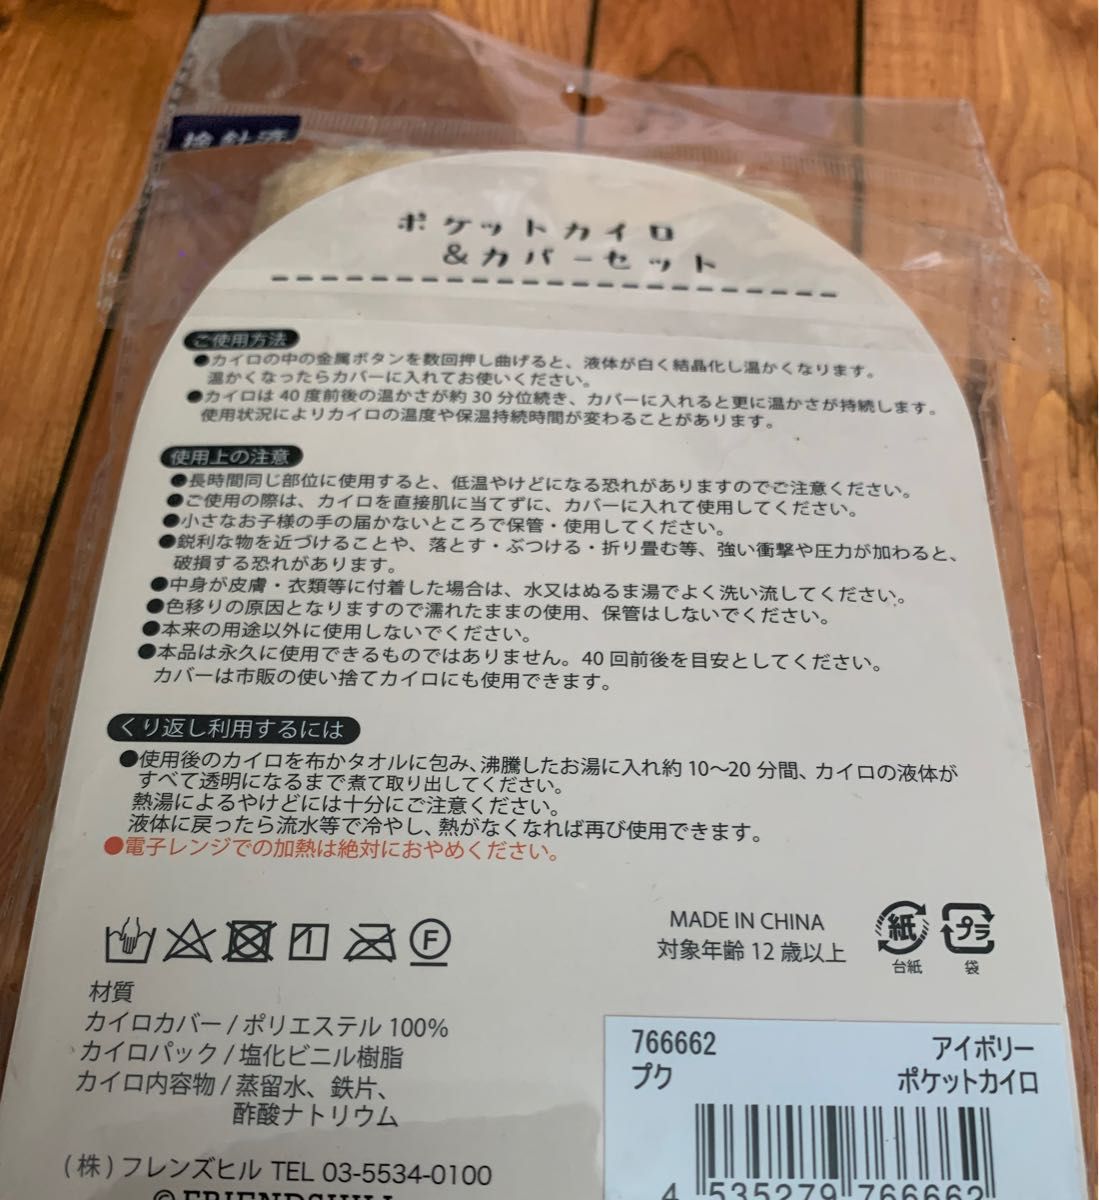 検針済
ポケットカイロ
&カバーセット
ご使用方法
●カイロの中の金属ボタンを数回押し曲げると、液体が白く結晶化し温かくなります。
温かくなったらカバーに入れてお使いください。
●カイロは 40 度前後の温かさが約 30 分位続き、カバーに入れると更に温かさが持続します。
使用状況によりカイロの温度や保温持続時間が変わることがあります。
使用上の注意
●長時間同じ部位に使用すると、低温やけどになる恐れがありますのでご注意ください。
●ご使用の際は、カイロを直接肌に当てずに、カバーに入れて使用してください。
●小さなお子様の手の届かないところで保管・使用してください。
●鋭利な物を近づけることや、落とす・ぶつける・折り畳む等、強い衝撃や圧力が加わると、
破損する恐れがあります。
●中身が皮膚・衣類等に付着した場合は、水又はぬるま湯でよく洗い流してください。
●色移りの原因となりますので濡れたままの使用、保管はしないでください。
●本来の用途以外に使用しないでください。
●本品は永久に使用できるものではありません。40 回前後を目安としてください。
カバーは市販の使い捨てカイロにも使用できます。
くり返し利用するには
●使用後のカイロを布かタオルに包み、沸騰したお湯に入れ約 10〜20 分間、カイロの液体が
すべて透明になるまで煮て取り出してください。
熱湯によるやけどには十分にご注意ください。
液体に戻ったら流水等で冷やし、熱がなくなれば再び使用できます。
●電子レンジでの加熱は絶対におやめください。
F
MADE IN CHINA
対象年齢 12 歳以上
紙
台紙
プラ
袋
材質
カイロカバー / ポリエステル 100%
カイロパック / 塩化ビニル樹脂
カイロ内容物 / 蒸留水、鉄片、
酢酸ナトリウム
(株) フレンズヒル TEL 03-5534-0100
© FRIENDSHILL
766662
プク
アイボリー
ポケットカイロ
4 535279 766662